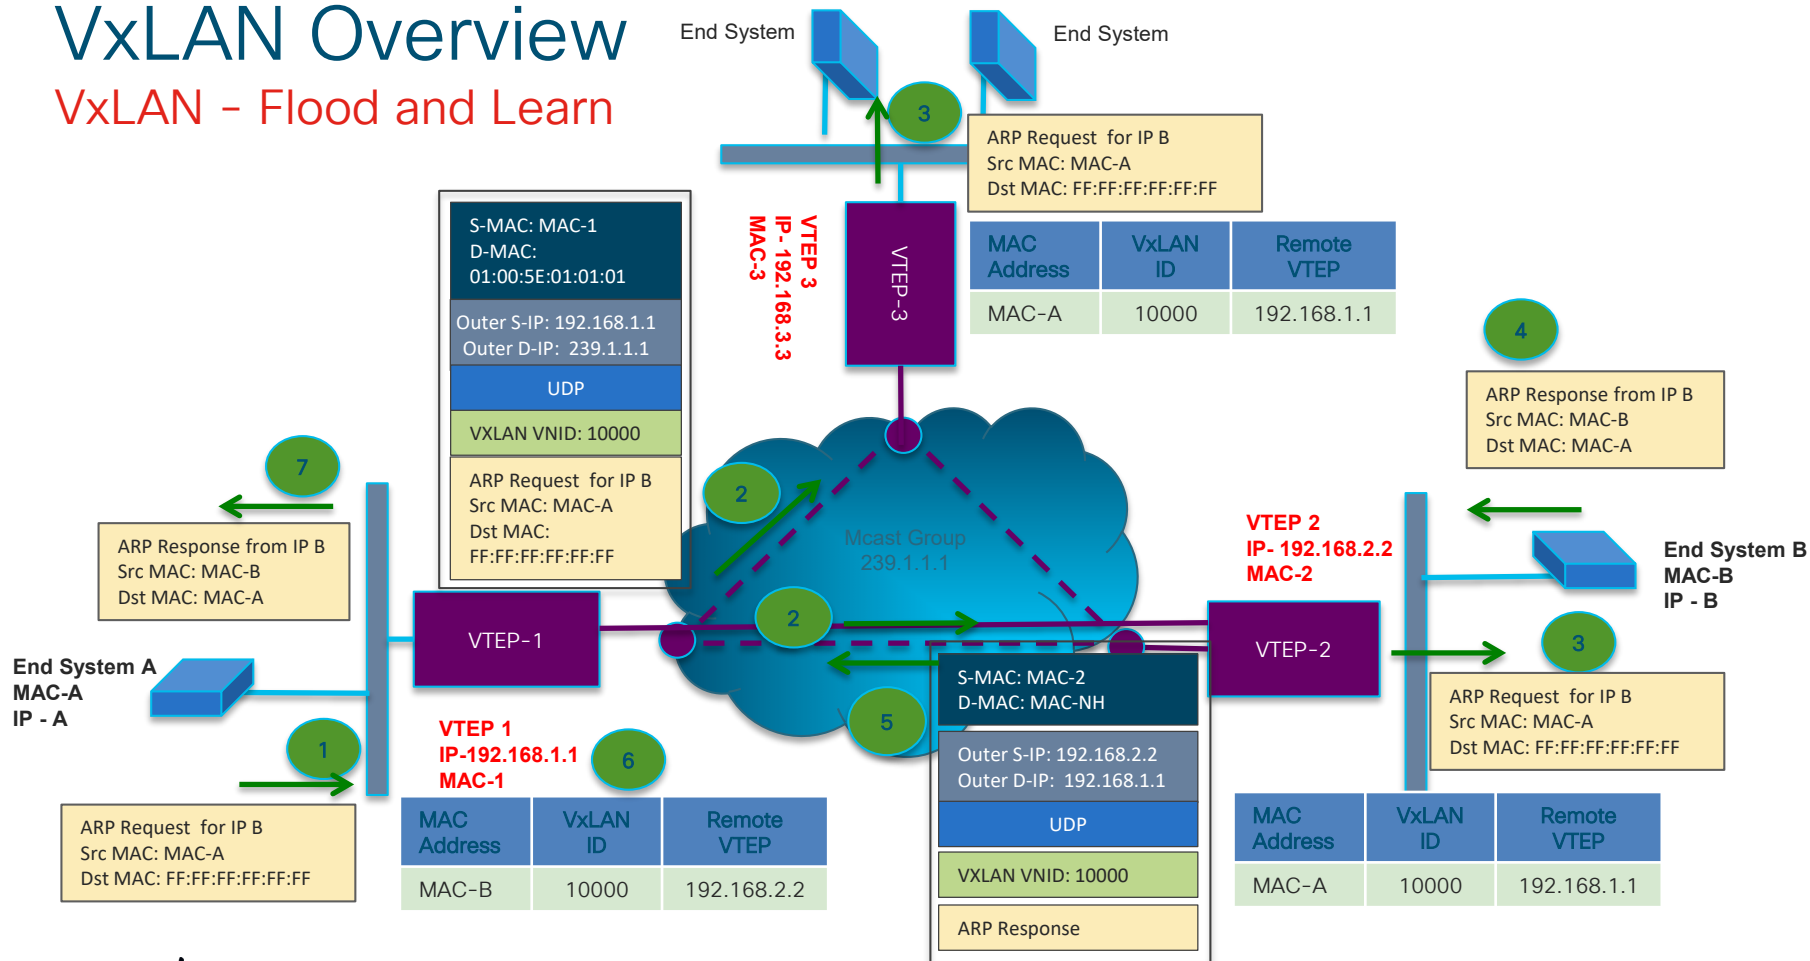 VxLAN Overview
VxLAN - Flood and Learn
End System
End System
3
ARP Request  for IP B
Src MAC: MAC-A
Dst MAC: FF:FF:FF:FF:FF:FF
S-MAC: MAC-1
D-MAC:
01:00:5E:01:01:01
Outer S-IP: 192.168.1.1
Outer D-IP:  239.1.1.1
UDP
VXLAN VNID: 10000
ARP Request  for IP B
Src MAC: MAC-A
Dst MAC:
FF:FF:FF:FF:FF:FF
VTEP 3
IP- 192.168.3.3
MAC-3
VTEP-3
MAC Address
VxLAN ID
Remote VTEP
MAC-A
10000
192.168.1.1
4
ARP Response from IP B
Src MAC: MAC-B
Dst MAC: MAC-A
7
ARP Response from IP B
Src MAC: MAC-B
Dst MAC: MAC-A
2
Mcast Group
239.1.1.1
VTEP 2
IP- 192.168.2.2
MAC-2
End System B
MAC-B
IP - B
VTEP-1
2
VTEP-2
3
ARP Request  for IP B
Src MAC: MAC-A
Dst MAC: FF:FF:FF:FF:FF:FF
End System A
MAC-A
IP - A
1
ARP Request  for IP B
Src MAC: MAC-A
Dst MAC: FF:FF:FF:FF:FF:FF
VTEP 1
IP-192.168.1.1
MAC-1
6
MAC Address
VxLAN ID
Remote VTEP
MAC-B
10000
192.168.2.2
5
S-MAC: MAC-2
D-MAC: MAC-NH
Outer S-IP: 192.168.2.2
Outer D-IP:  192.168.1.1
UDP
VXLAN VNID: 10000
ARP Response
MAC Address
VxLAN ID
Remote VTEP
MAC-A
10000
192.168.1.1